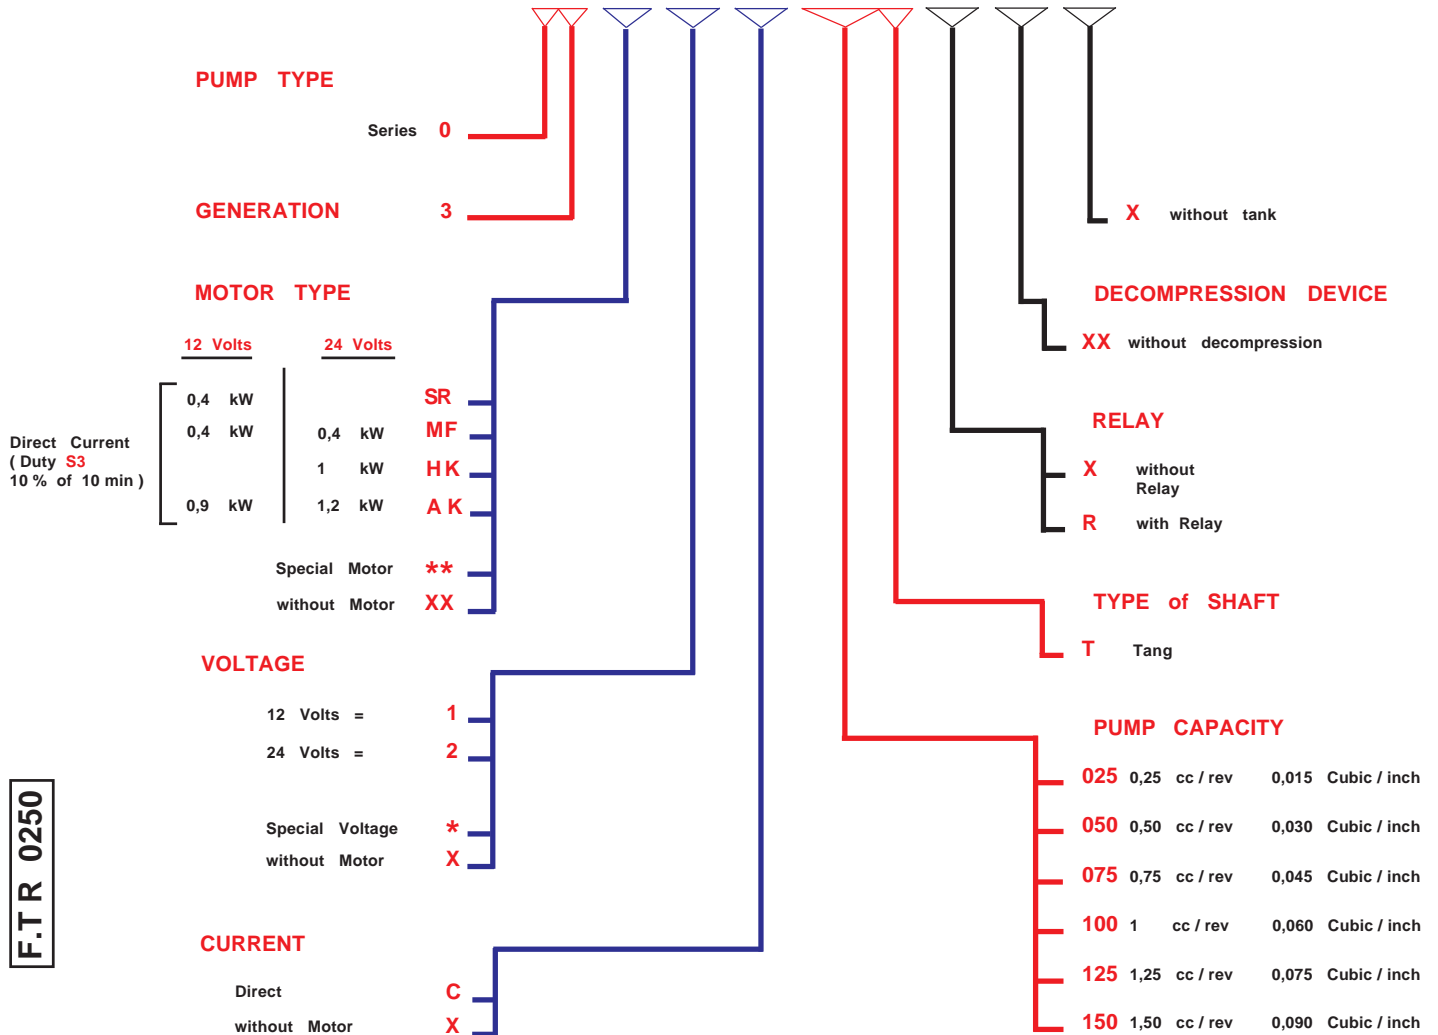 PUMP TYPE
Series 0
GENERATION 3
MOTOR TYPE
12 Volts 24 Volts
0,4 kW SR
0,4 kW 0,4 kW MF
1 kW HK
0,9 kW 1,2 kW A K
Direct Current
( Duty S3
10 % of 10 min )
Special Motor **
without Motor XX
VOLTAGE
12 Volts = 1
24 Volts = 2
Special Voltage *
without Motor X
CURRENT
Direct C
without Motor X
X without tank
DECOMPRESSION DEVICE
XX without decompression
RELAY
X without
Relay
R with Relay
TYPE of SHAFT
T Tang
PUMP CAPACITY
025 0,25 cc / rev 0,015 Cubic / inch
050 0,50 cc / rev 0,030 Cubic / inch
075 0,75 cc / rev 0,045 Cubic / inch
100 1 cc / rev 0,060 Cubic / inch
125 1,25 cc / rev 0,075 Cubic / inch
150 1,50 cc / rev 0,090 Cubic / inch
F.T R 0250